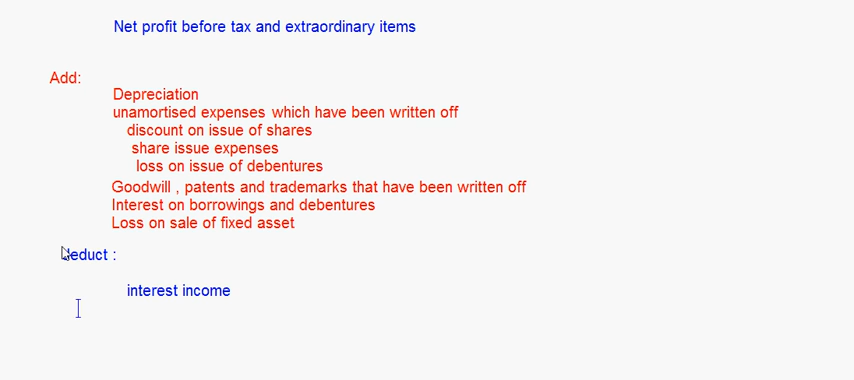 Net profit before tax and extraordinary items
Add:
Depreciation
unamortised expenses which have been written off
discount on issue of shares
share issue expenses
loss on issue of debentures
Goodwill , patents and trademarks that have been written off
Interest on borrowings and debentures
Loss on sale of fixed asset
deduct :
interest income